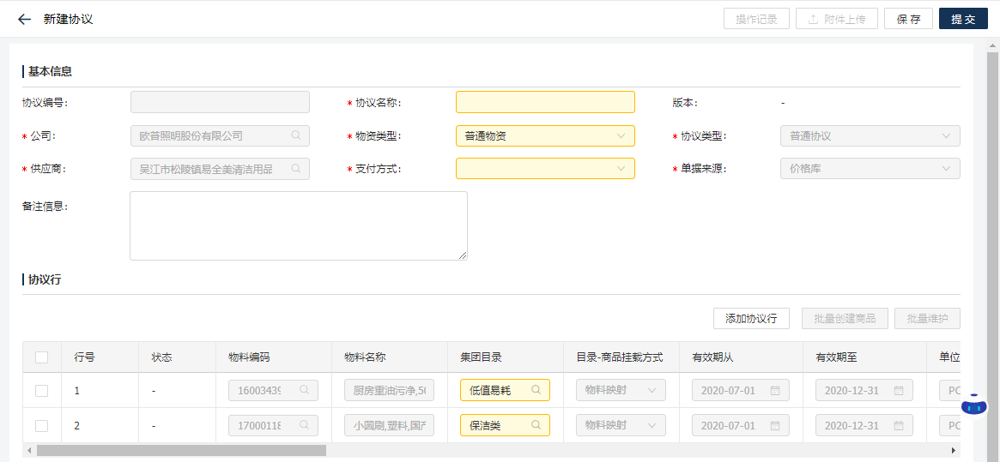 新建协议
操作记录 附件上传 保 存 提 交
基本信息
协议编号: * 协议名称: 版本: -
* 公司: 欧普照明股份有限公司 * 物资类型: 普通物资 * 协议类型: 普通协议
* 供应商: 吴江市松陵镇易全美清洁用品 * 支付方式: * 单据来源: 价格库
备注信息:
协议行
添加协议行 批量创建商品 批量维护
行号 状态 物料编码 物料名称 集团目录 目录-商品挂载方式 有效期从 有效期至 单位
1 - 16003439 厨房重油污净,50 低值易耗 物料映射 2020-07-01 2020-12-31 PC
2 - 17000118 小圆刷,塑料,国产 保洁类 物料映射 2020-07-01 2020-12-31 PC